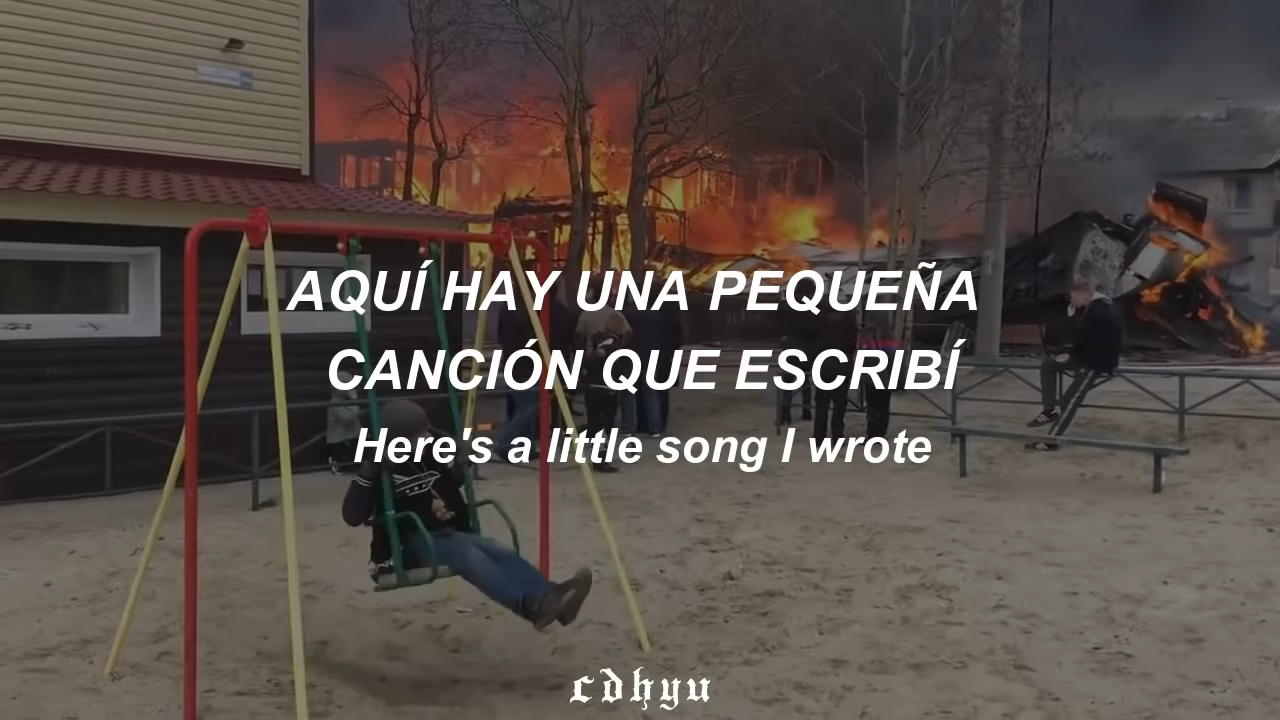 AQUÍ HAY UNA PEQUEÑA
CANCIÓN QUE ESCRIBÍ
Here's a little song I wrote
cdhyu